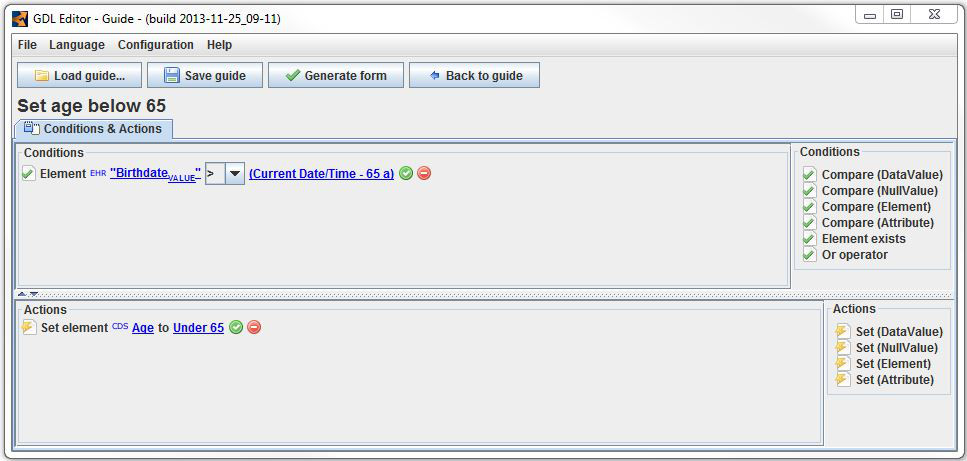 GDL Editor - Guide - (build 2013-11-25_09-11)
File Language Configuration Help
Load guide... Save guide Generate form Back to guide
Set age below 65
Conditions & Actions
Conditions
Element EHR "BirthdateVALUE" > (Current Date/Time - 65 a)
Conditions
Compare (DataValue)
Compare (NullValue)
Compare (Element)
Compare (Attribute)
Element exists
Or operator
Actions
Set element CDS Age to Under 65
Actions
Set (DataValue)
Set (NullValue)
Set (Element)
Set (Attribute)